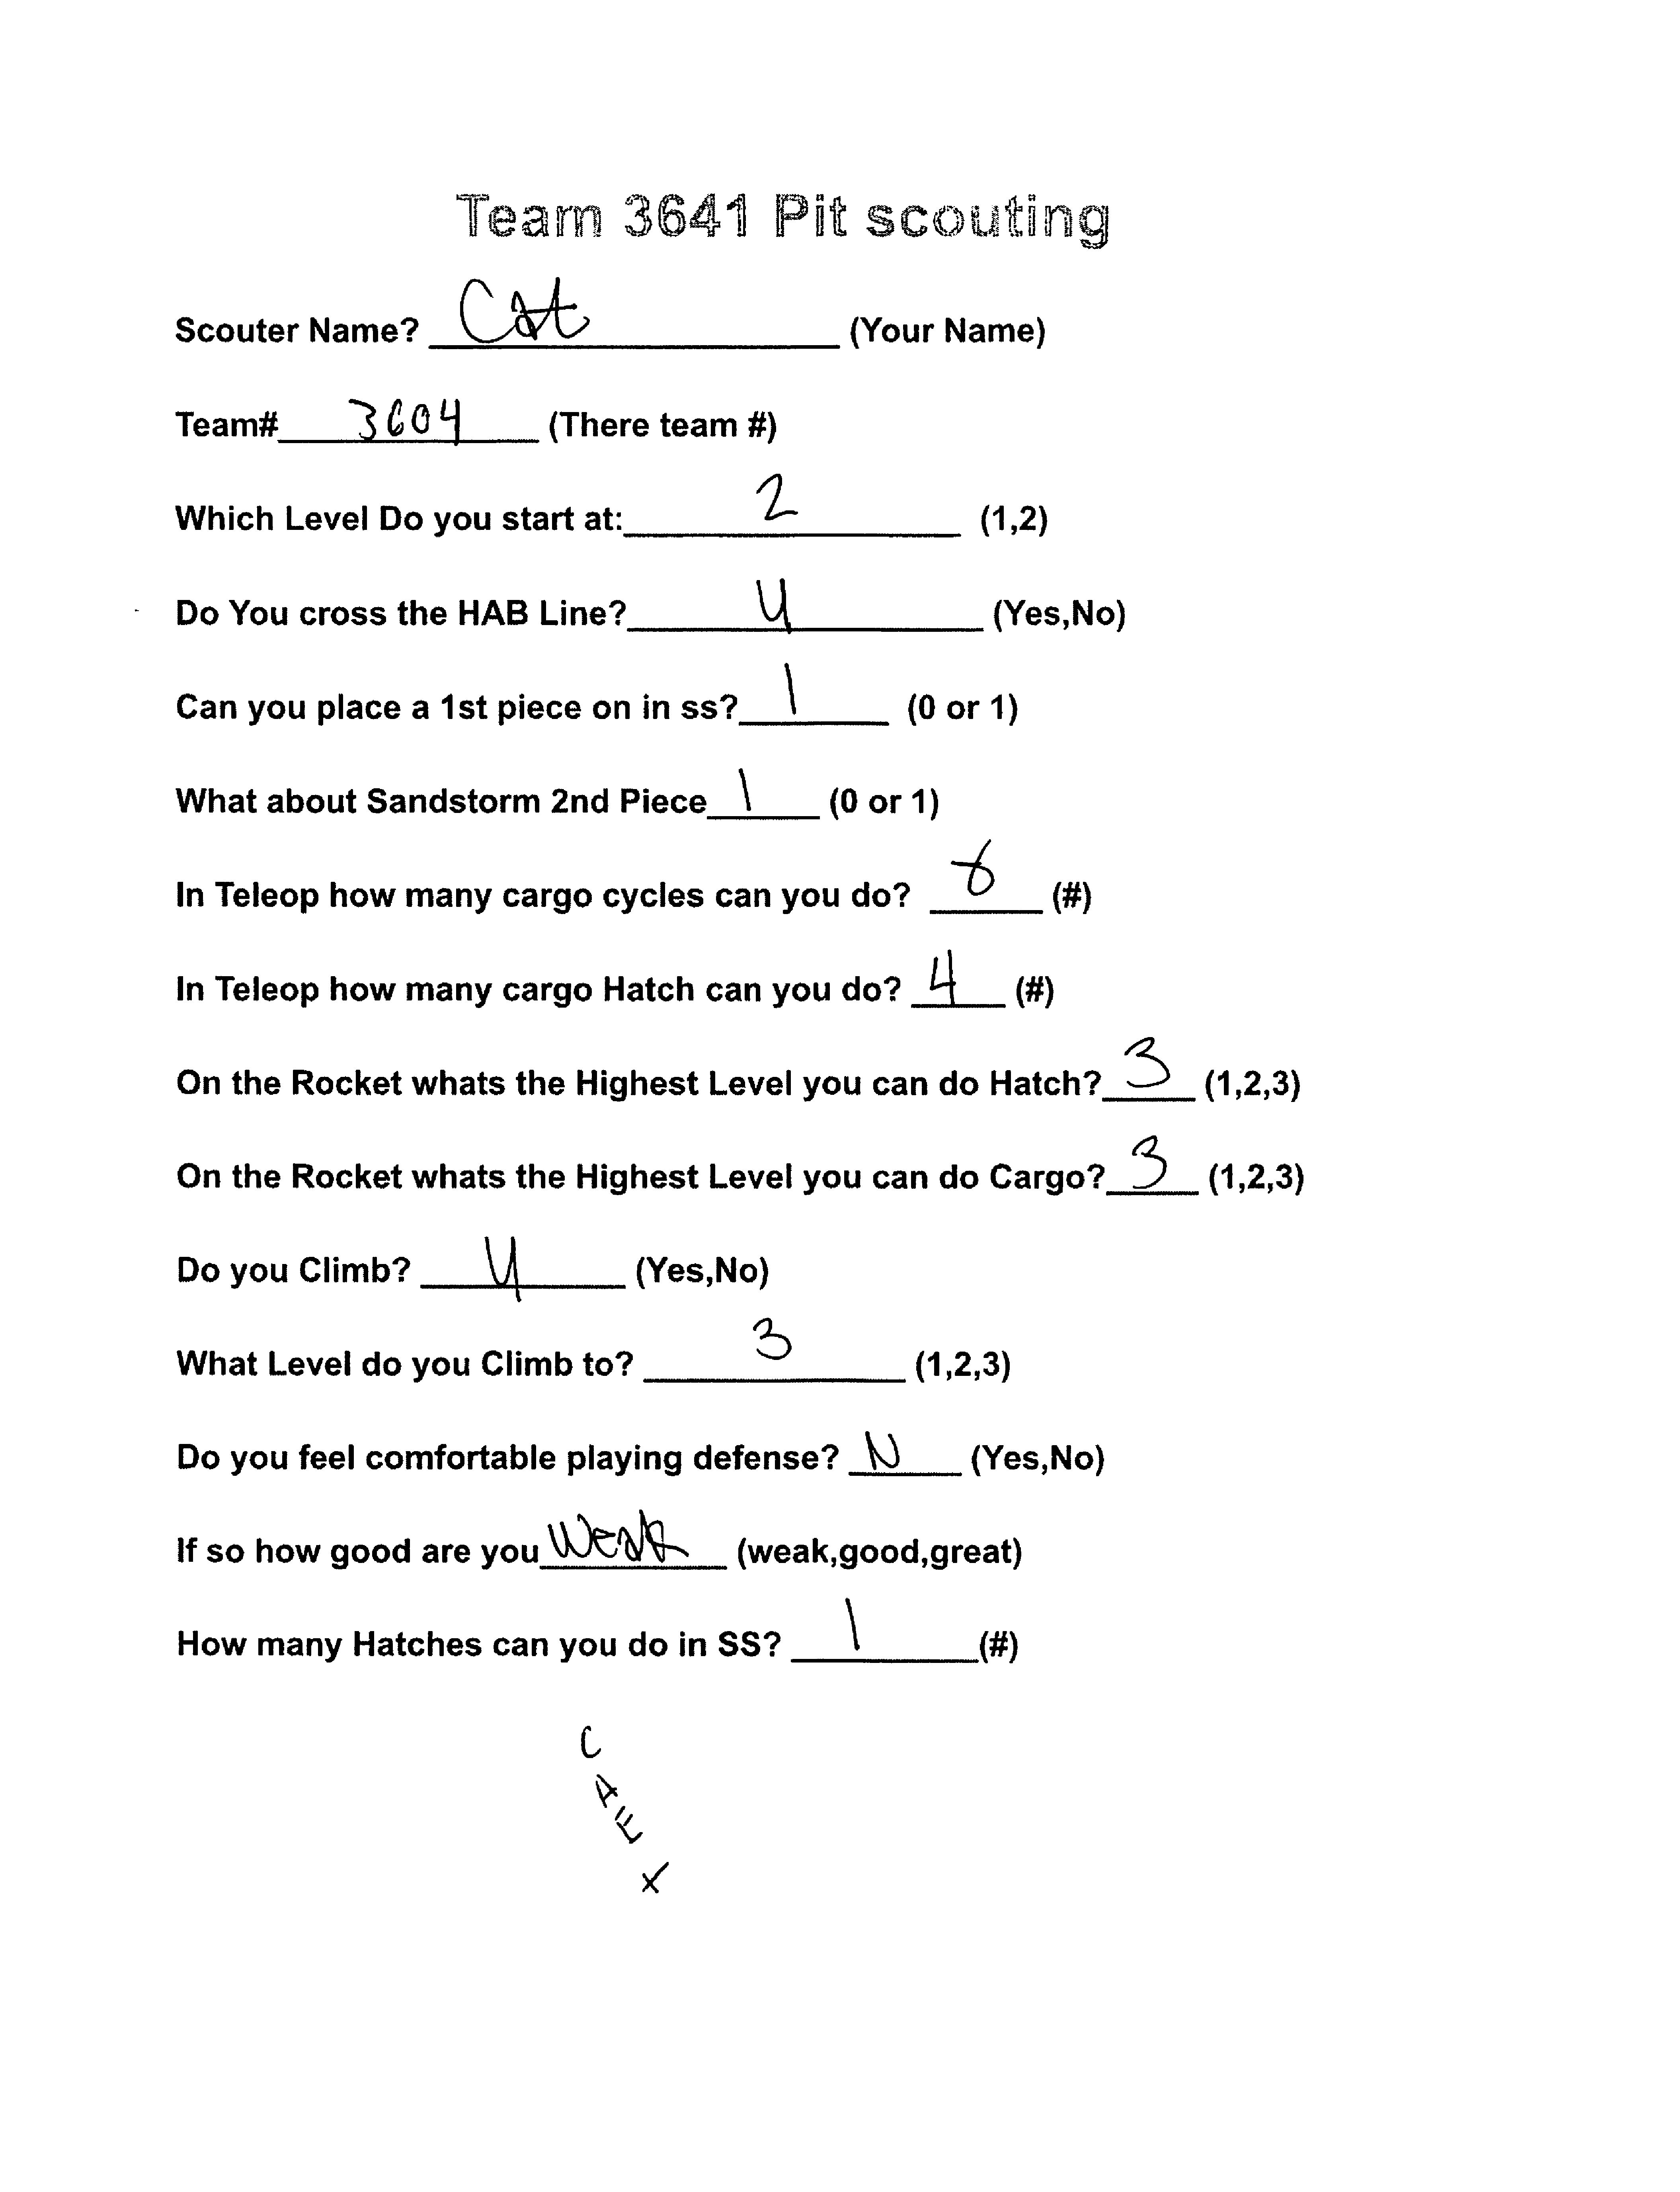 Team 3641 Pit scouting
Scouter Name? Cat (Your Name)
Team# 3604 (There team #)
Which Level Do you start at: 2 (1,2)
Do You cross the HAB Line? y (Yes,No)
Can you place a 1st piece on in ss? 1 (0 or 1)
What about Sandstorm 2nd Piece 1 (0 or 1)
In Teleop how many cargo cycles can you do? (#)
In Teleop how many cargo Hatch can you do? 4 (#)
On the Rocket whats the Highest Level you can do Hatch? 3 (1,2,3)
On the Rocket whats the Highest Level you can do Cargo? 3 (1,2,3)
Do you Climb? y (Yes,No)
What Level do you Climb to? 3 (1,2,3)
Do you feel comfortable playing defense? N (Yes,No)
If so how good are you weak (weak,good,great)
How many Hatches can you do in SS? 1 (#)
C
A